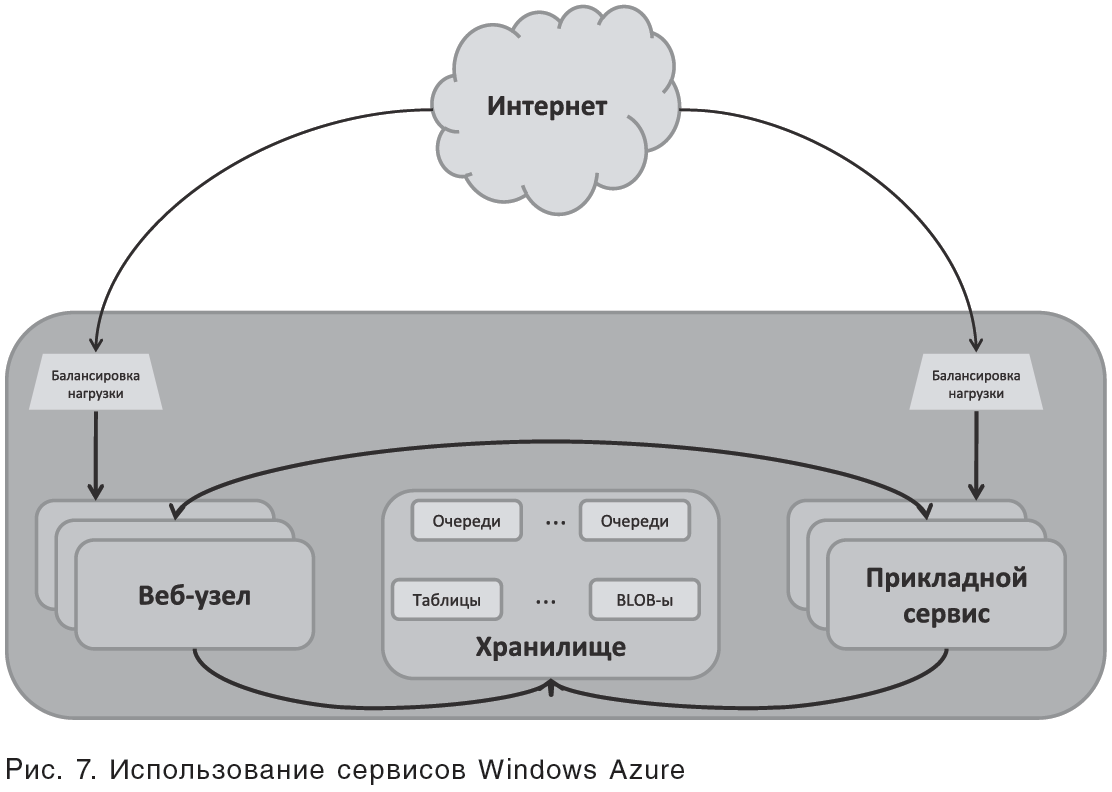 Интернет
Балансировка
нагрузки
Балансировка
нагрузки
Очереди
...
Очереди
Веб-узел
Таблицы
...
BLOB-ы
Хранилище
Прикладной
сервис
Рис. 7. Использование сервисов Windows Azure